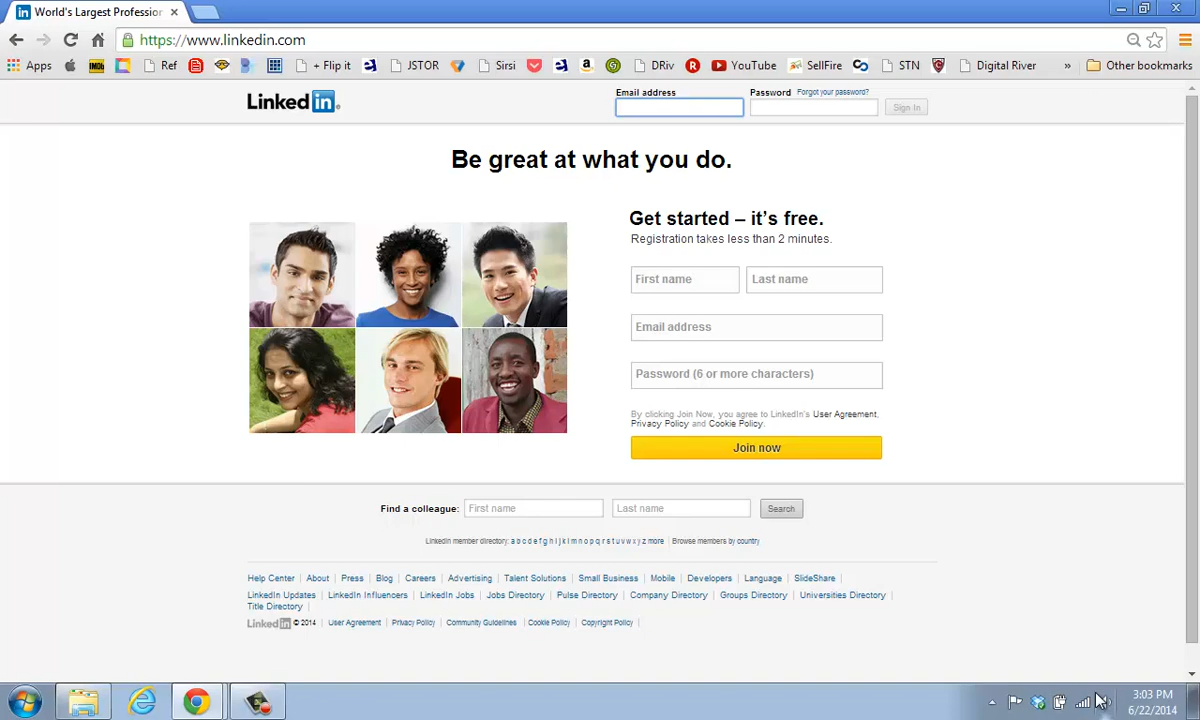 World's Largest Professior
https://www.linkedin.com
Apps
Ref
+ Flip it
JSTOR
Sirsi
DRiv
YouTube
SellFire
STN
Digital River
»
Other bookmarks
Linked in
Email address
Password
Forgot your password?
Sign In
Be great at what you do.
Get started – it's free.
Registration takes less than 2 minutes.
First name
Last name
Email address
Password (6 or more characters)
By clicking Join Now, you agree to LinkedIn's User Agreement,
Privacy Policy and Cookie Policy.
Join now
Find a colleague:
First name
Last name
Search
LinkedIn member directory: a b c d e f g h i j k l m n o p q r s t u v w x y z more | Browse members by country
Help Center | About | Press | Blog | Careers | Advertising | Talent Solutions | Small Business | Mobile | Developers | Language | SlideShare |
LinkedIn Updates | LinkedIn Influencers | LinkedIn Jobs | Jobs Directory | Pulse Directory | Company Directory | Groups Directory | Universities Directory |
Title Directory |
Linked in © 2014 | User Agreement | Privacy Policy | Community Guidelines | Cookie Policy | Copyright Policy |
3:03 PM
6/22/2014